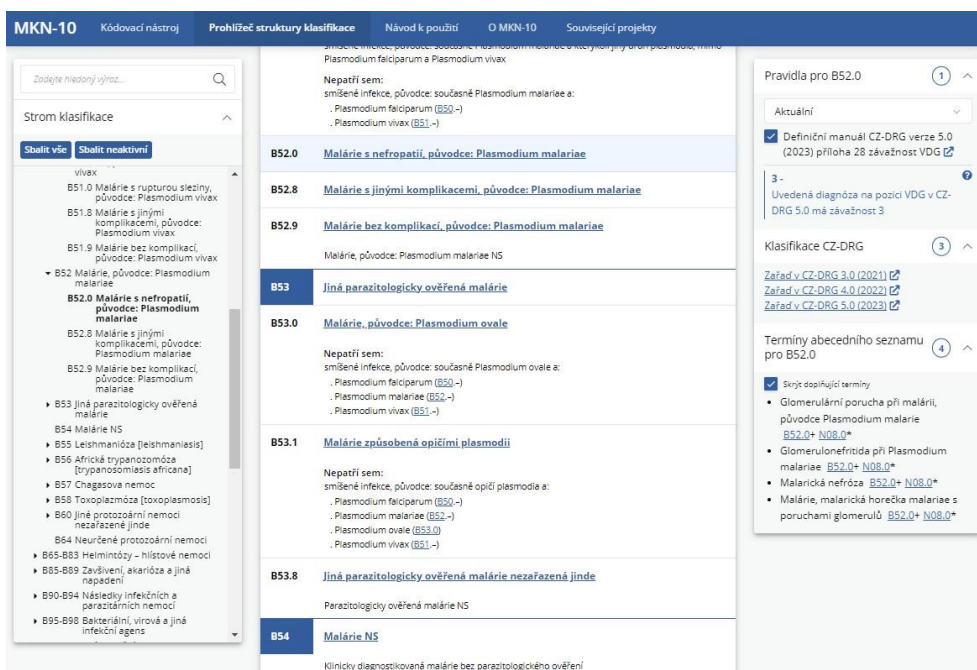 MKN-10
Kódovací nástroj
Prohlížeč struktury klasifikace
Návod k použití
O MKN-10
Související projekty
Zadejte hledaný výraz...
Strom klasifikace
Sbalit vše
Sbalit neaktivní
vivax
B51.0 Malárie s rupturou sleziny,
původce: Plasmodium vivax
B51.8 Malárie s jinými
komplikacemi, původce:
Plasmodium vivax
B51.9 Malárie bez komplikací,
původce: Plasmodium vivax
B52 Malárie, původce: Plasmodium
malariae
B52.0 Malárie s nefropatií,
původce: Plasmodium
malariae
B52.8 Malárie s jinými
komplikacemi, původce:
Plasmodium malariae
B52.9 Malárie bez komplikací,
původce: Plasmodium
malariae
B53 Jiná parazitologicky ověřená
malárie
B54 Malárie NS
B55 Leishmanióza [leishmaniasis]
B56 Africká trypanozomóza
[trypanosomiasis africana]
B57 Chagasova nemoc
B58 Toxoplazmóza [toxoplasmosis]
B60 Jiné protozoární nemoci
nezařazené jinde
B64 Neurčené protozoární nemoci
B65-B83 Helmintózy – hlístové nemoci
B85-B89 Zavšivení, akarióza a jiná
napadení
B90-B94 Následky infekčních a
parazitárních nemocí
B95-B98 Bakteriální, virová a jiná
infekční agens
smíšené infekce, původce: současně Plasmodium malariae a kterýkoli jiný druh plasmodia, mimo
Plasmodium falciparum a Plasmodium vivax
Nepatří sem:
smíšené infekce, původce: současně Plasmodium malariae a:
. Plasmodium falciparum (B50.–)
. Plasmodium vivax (B51.–)
B52.0 Malárie s nefropatií, původce: Plasmodium malariae
B52.8 Malárie s jinými komplikacemi, původce: Plasmodium malariae
B52.9 Malárie bez komplikací, původce: Plasmodium malariae
Malárie, původce: Plasmodium malariae NS
B53 Jiná parazitologicky ověřená malárie
B53.0 Malárie, původce: Plasmodium ovale
Nepatří sem:
smíšené infekce, původce: současně Plasmodium ovale a:
. Plasmodium falciparum (B50.–)
. Plasmodium malariae (B52.–)
. Plasmodium vivax (B51.–)
B53.1 Malárie způsobená opičími plasmodii
Nepatří sem:
smíšené infekce, původce: současně opičí plasmodia a:
. Plasmodium falciparum (B50.–)
. Plasmodium malariae (B52.–)
. Plasmodium ovale (B53.0)
. Plasmodium vivax (B51.–)
B53.8 Jiná parazitologicky ověřená malárie nezařazená jinde
Parazitologicky ověřená malárie NS
B54 Malárie NS
Klinicky diagnostikovaná malárie bez parazitologického ověření
Pravidla pro B52.0 1
Aktuální
Definiční manuál CZ-DRG verze 5.0
(2023) příloha 28 závažnost VDG
3 -
Uvedená diagnóza na pozici VDG v CZ-
DRG 5.0 má závažnost 3
Klasifikace CZ-DRG 3
Zařaď v CZ-DRG 3.0 (2021)
Zařaď v CZ-DRG 4.0 (2022)
Zařaď v CZ-DRG 5.0 (2023)
Termíny abecedního seznamu
pro B52.0 4
Skrýt doplňující termíny
Glomerulární porucha při malárii,
původce Plasmodium malarie
B52.0+ N08.0*
Glomerulonefritida při Plasmodium
malariae B52.0+ N08.0*
Malarická nefróza B52.0+ N08.0*
Malárie, malarická horečka malariae s
poruchami glomerulů B52.0+ N08.0*